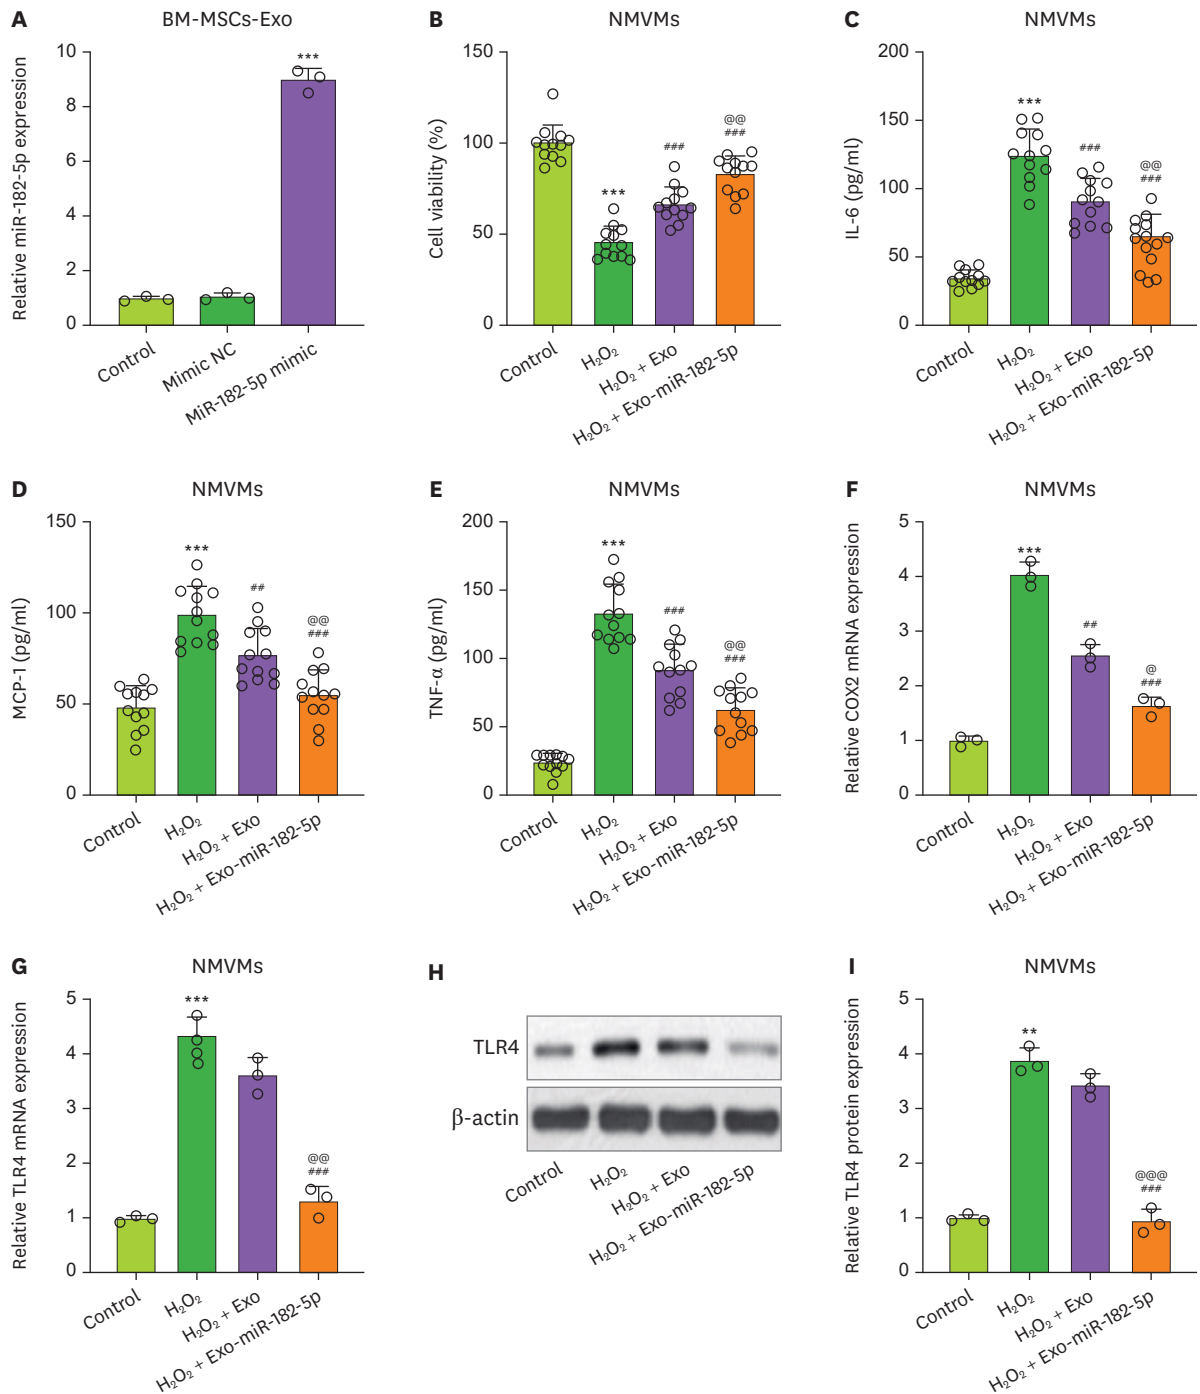 A
BM-MSCs-Exo
Relative miR-182-5p expression
10
8
6
4
2
0
***
Control
Mimic NC
MiR-182-5p mimic
B
NMVMs
Cell viability (%)
150
100
50
0
***
###
@@
###
Control
H₂O₂
H₂O₂ + Exo
H₂O₂ + Exo-miR-182-5p
C
NMVMs
IL-6 (pg/ml)
200
150
100
50
0
***
###
@@
###
Control
H₂O₂
H₂O₂ + Exo
H₂O₂ + Exo-miR-182-5p
D
NMVMs
MCP-1 (pg/ml)
150
100
50
0
***
##
@@
###
Control
H₂O₂
H₂O₂ + Exo
H₂O₂ + Exo-miR-182-5p
E
NMVMs
TNF-α (pg/ml)
200
150
100
50
0
***
###
@@
###
Control
H₂O₂
H₂O₂ + Exo
H₂O₂ + Exo-miR-182-5p
F
NMVMs
Relative COX2 mRNA expression
5
4
3
2
1
0
***
##
@
###
Control
H₂O₂
H₂O₂ + Exo
H₂O₂ + Exo-miR-182-5p
G
NMVMs
Relative TLR4 mRNA expression
5
4
3
2
1
0
***
@@
###
Control
H₂O₂
H₂O₂ + Exo
H₂O₂ + Exo-miR-182-5p
H
TLR4
β-actin
Control
H₂O₂
H₂O₂ + Exo
H₂O₂ + Exo-miR-182-5p
I
NMVMs
Relative TLR4 protein expression
5
4
3
2
1
0
**
@@@
###
Control
H₂O₂
H₂O₂ + Exo
H₂O₂ + Exo-miR-182-5p